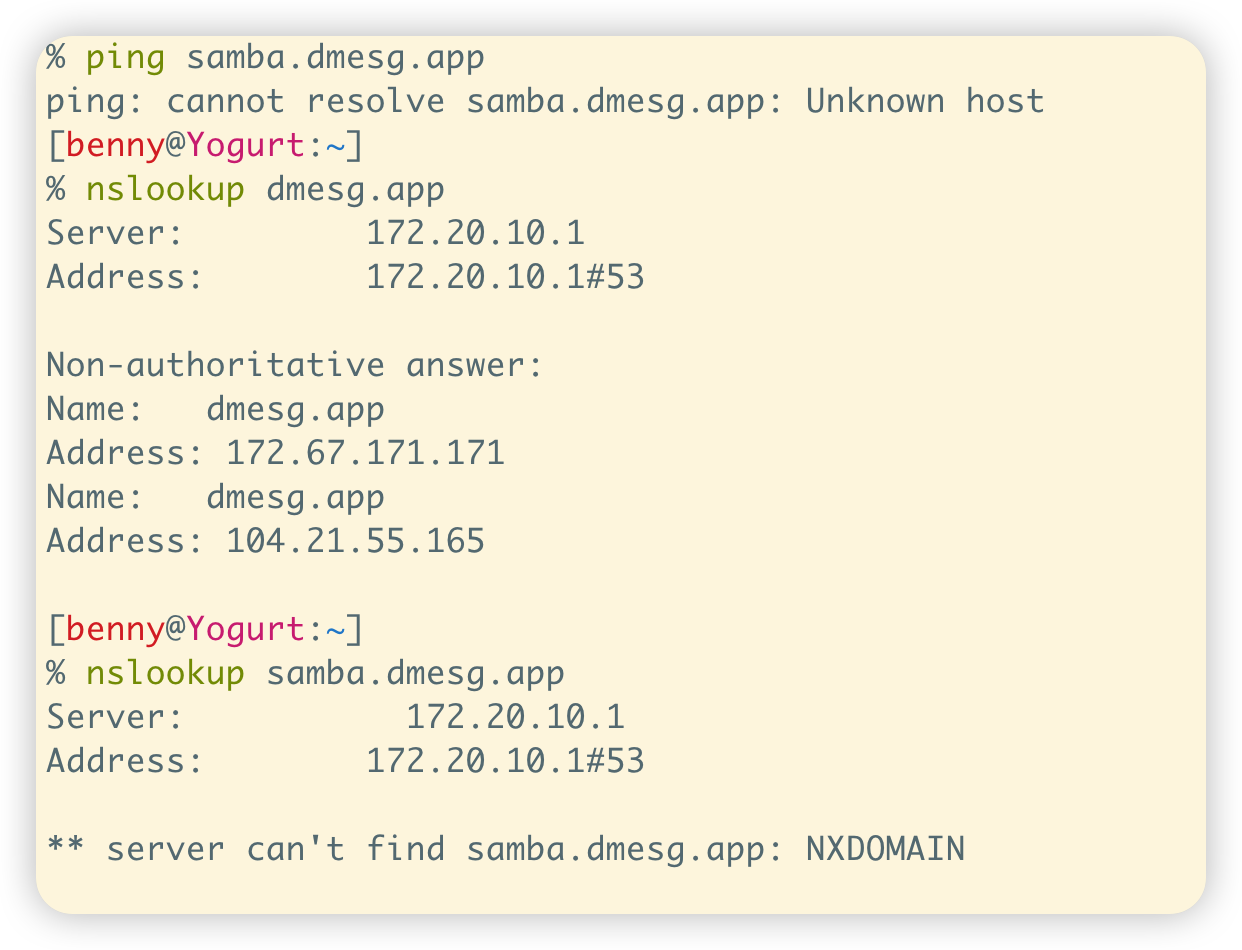 % ping samba.dmesg.app
ping: cannot resolve samba.dmesg.app: Unknown host
[benny@Yogurt:~]
% nslookup dmesg.app
Server:         172.20.10.1
Address:        172.20.10.1#53

Non-authoritative answer:
Name:   dmesg.app
Address: 172.67.171.171
Name:   dmesg.app
Address: 104.21.55.165

[benny@Yogurt:~]
% nslookup samba.dmesg.app
Server:           172.20.10.1
Address:        172.20.10.1#53

** server can't find samba.dmesg.app: NXDOMAIN